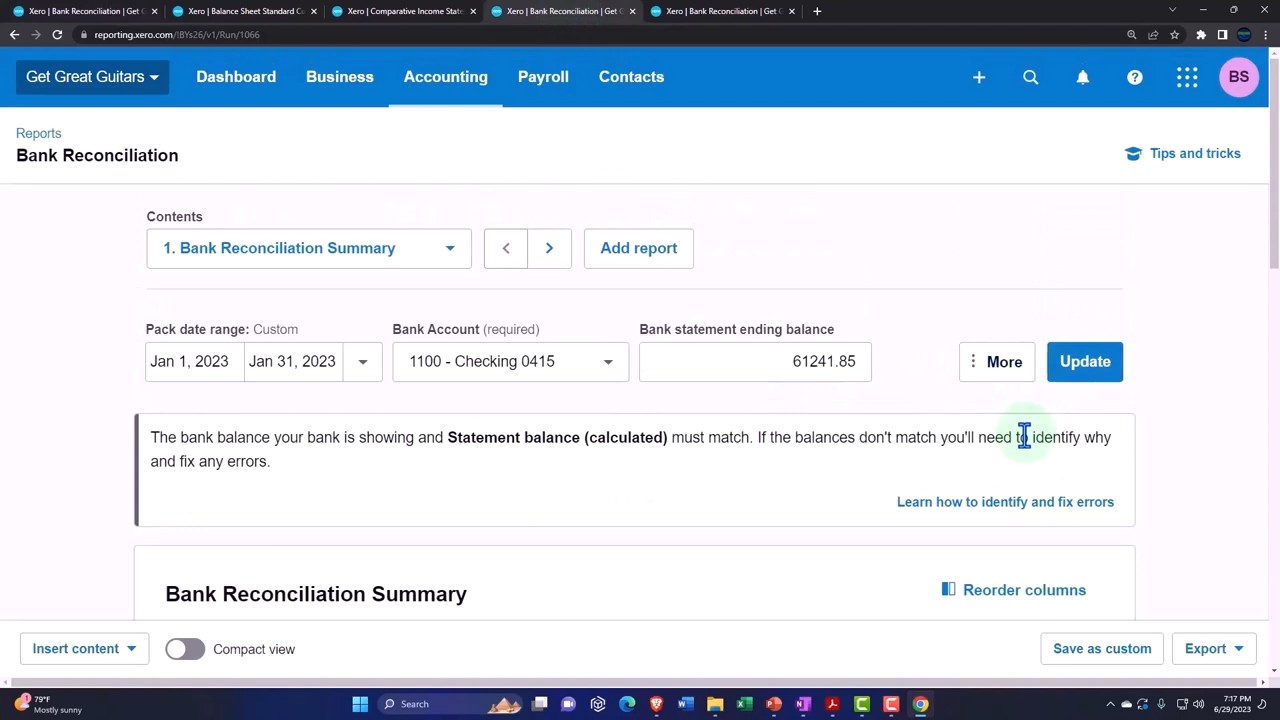 Xero | Bank Reconciliation | Get G
Xero | Balance Sheet Standard C
Xero | Comparative Income State
Xero | Bank Reconciliation | Get G
Xero | Bank Reconciliation | Get G
reporting.xero.com/!BYs26/v1/Run/1066
Get Great Guitars
Dashboard
Business
Accounting
Payroll
Contacts
BS
Reports
Bank Reconciliation
Tips and tricks
Contents
1. Bank Reconciliation Summary
Add report
Pack date range: Custom
Bank Account (required)
Bank statement ending balance
Jan 1, 2023
Jan 31, 2023
1100 - Checking 0415
61241.85
More
Update
The bank balance your bank is showing and Statement balance (calculated) must match. If the balances don't match you'll need to identify why
and fix any errors.
Learn how to identify and fix errors
Bank Reconciliation Summary
Reorder columns
Insert content
Compact view
Save as custom
Export
79°F
Mostly sunny
Search
7:17 PM
6/29/2023